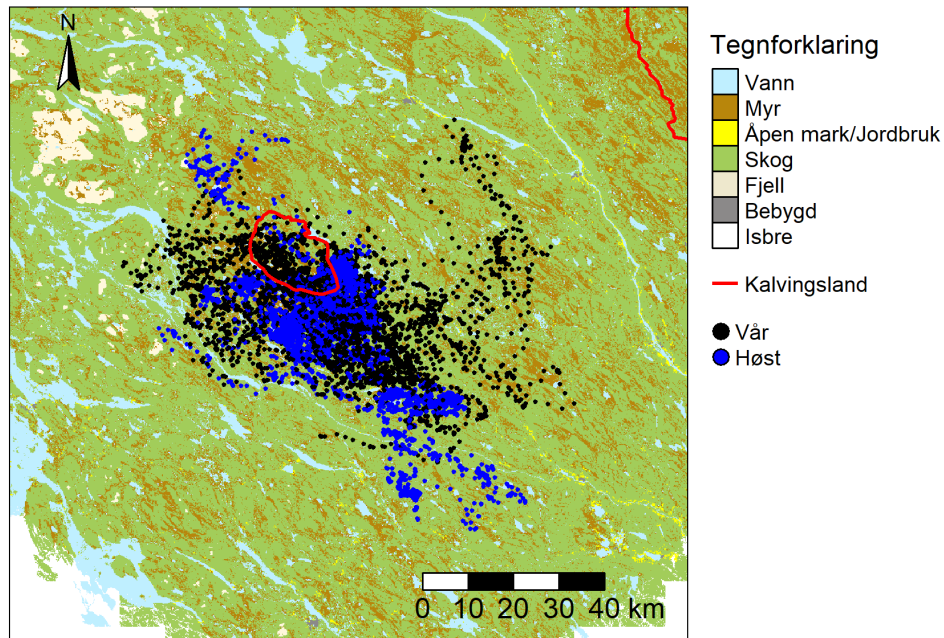 N
Tegnforklaring
Vann
Myr
Åpen mark/Jordbruk
Skog
Fjell
Bebygd
Isbre
Kalvingsland
Vår
Høst
0 10 20 30 40 km